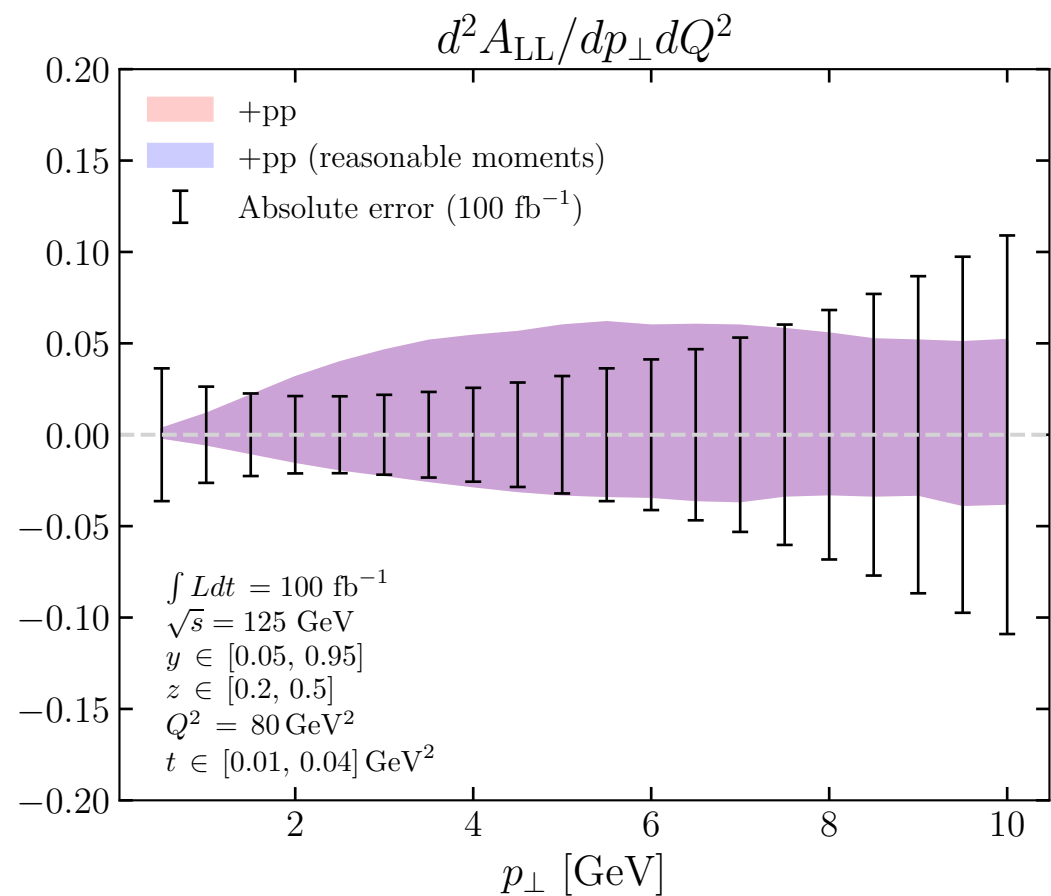 d²A_LL/dp_⊥dQ²
+pp
+pp (reasonable moments)
Absolute error (100 fb⁻¹)
0.20
0.15
0.10
0.05
0.00
−0.05
−0.10
−0.15
−0.20
∫ Ldt = 100 fb⁻¹
√s = 125 GeV
y ∈ [0.05, 0.95]
z ∈ [0.2, 0.5]
Q² = 80 GeV²
t ∈ [0.01, 0.04] GeV²
2 4 6 8 10
p_⊥ [GeV]